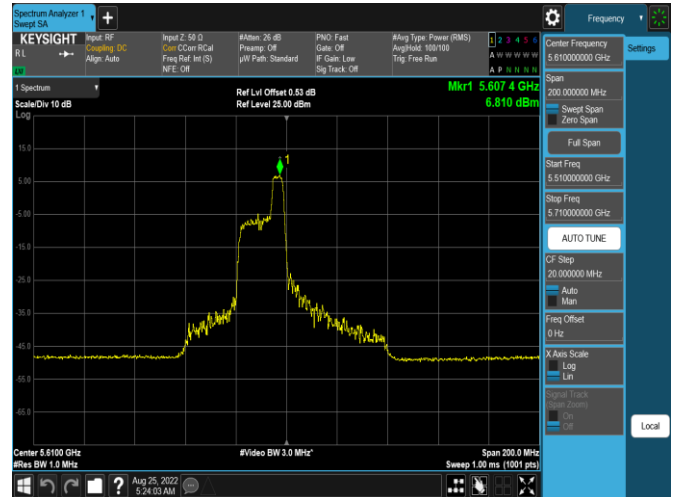 Spectrum Analyzer 1
Swept SA
+
Frequency
KEYSIGHT
RL
LW
Input: RF
Coupling: DC
Align: Auto
Input Z: 50 Ω
Corr CCorr RCal
Freq Ref: Int (S)
NFE: Off
#Atten: 26 dB
Preamp: Off
µW Path: Standard
PNO: Fast
Gate: Off
IF Gain: Low
Sig Track: Off
#Avg Type: Power (RMS)
Avg|Hold: 100/100
Trig: Free Run
1 2 3 4 5 6
A W W W W W
A P N N N N
1 Spectrum
Scale/Div 10 dB
Log
Ref Lvl Offset 0.53 dB
Ref Level 25.00 dBm
Mkr1 5.607 4 GHz
6.810 dBm
1
15.0
5.00
-5.00
-15.0
-25.0
-35.0
-45.0
-55.0
-65.0
Center 5.6100 GHz
#Res BW 1.0 MHz
#Video BW 3.0 MHz*
Span 200.0 MHz
Sweep 1.00 ms (1001 pts)
Center Frequency
5.610000000 GHz
Span
200.000000 MHz
Swept Span
Zero Span
Full Span
Start Freq
5.510000000 GHz
Stop Freq
5.710000000 GHz
AUTO TUNE
CF Step
20.000000 MHz
Auto
Man
Freq Offset
0 Hz
X Axis Scale
Log
Lin
Signal Track
(Span Zoom)
On
Off
Settings
Local
?
Aug 25, 2022
5:24:03 AM